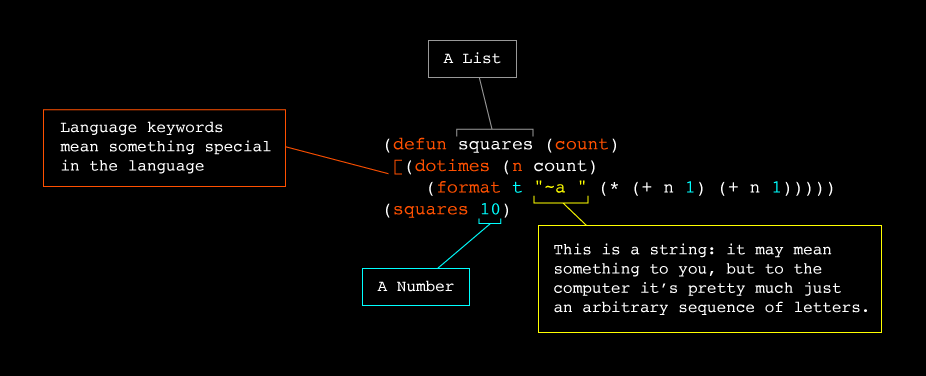 A List
Language keywords
mean something special
in the language
(defun squares (count)
(dotimes (n count)
(format t "~a " (* (+ n 1) (+ n 1)))))
(squares 10)
This is a string: it may mean
something to you, but to the
computer it’s pretty much just
an arbitrary sequence of letters.
A Number